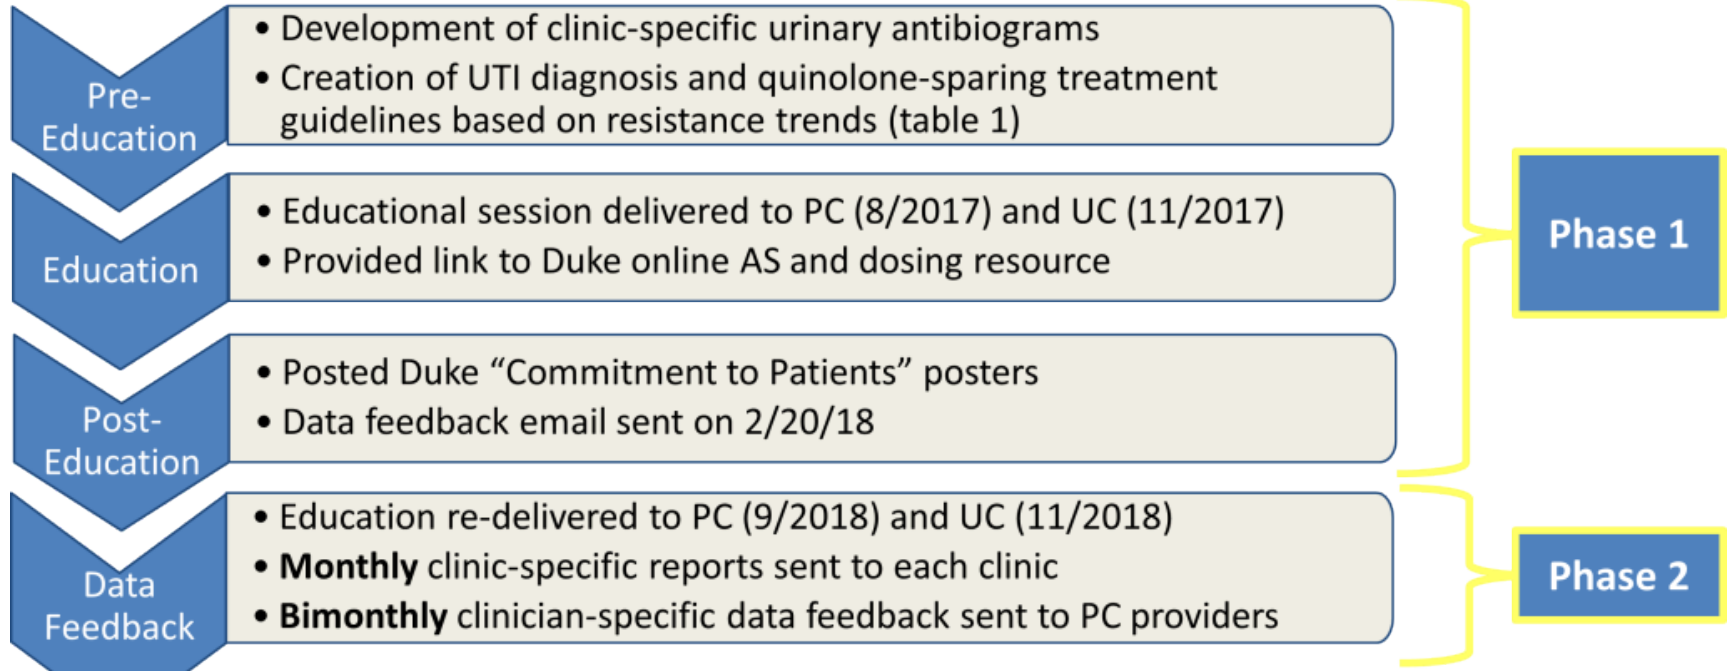 Pre-
Education
• Development of clinic-specific urinary antibiograms
• Creation of UTI diagnosis and quinolone-sparing treatment
guidelines based on resistance trends (table 1)
Education
• Educational session delivered to PC (8/2017) and UC (11/2017)
• Provided link to Duke online AS and dosing resource
Post-
Education
• Posted Duke “Commitment to Patients” posters
• Data feedback email sent on 2/20/18
Phase 1
Data
Feedback
• Education re-delivered to PC (9/2018) and UC (11/2018)
• Monthly clinic-specific reports sent to each clinic
• Bimonthly clinician-specific data feedback sent to PC providers
Phase 2